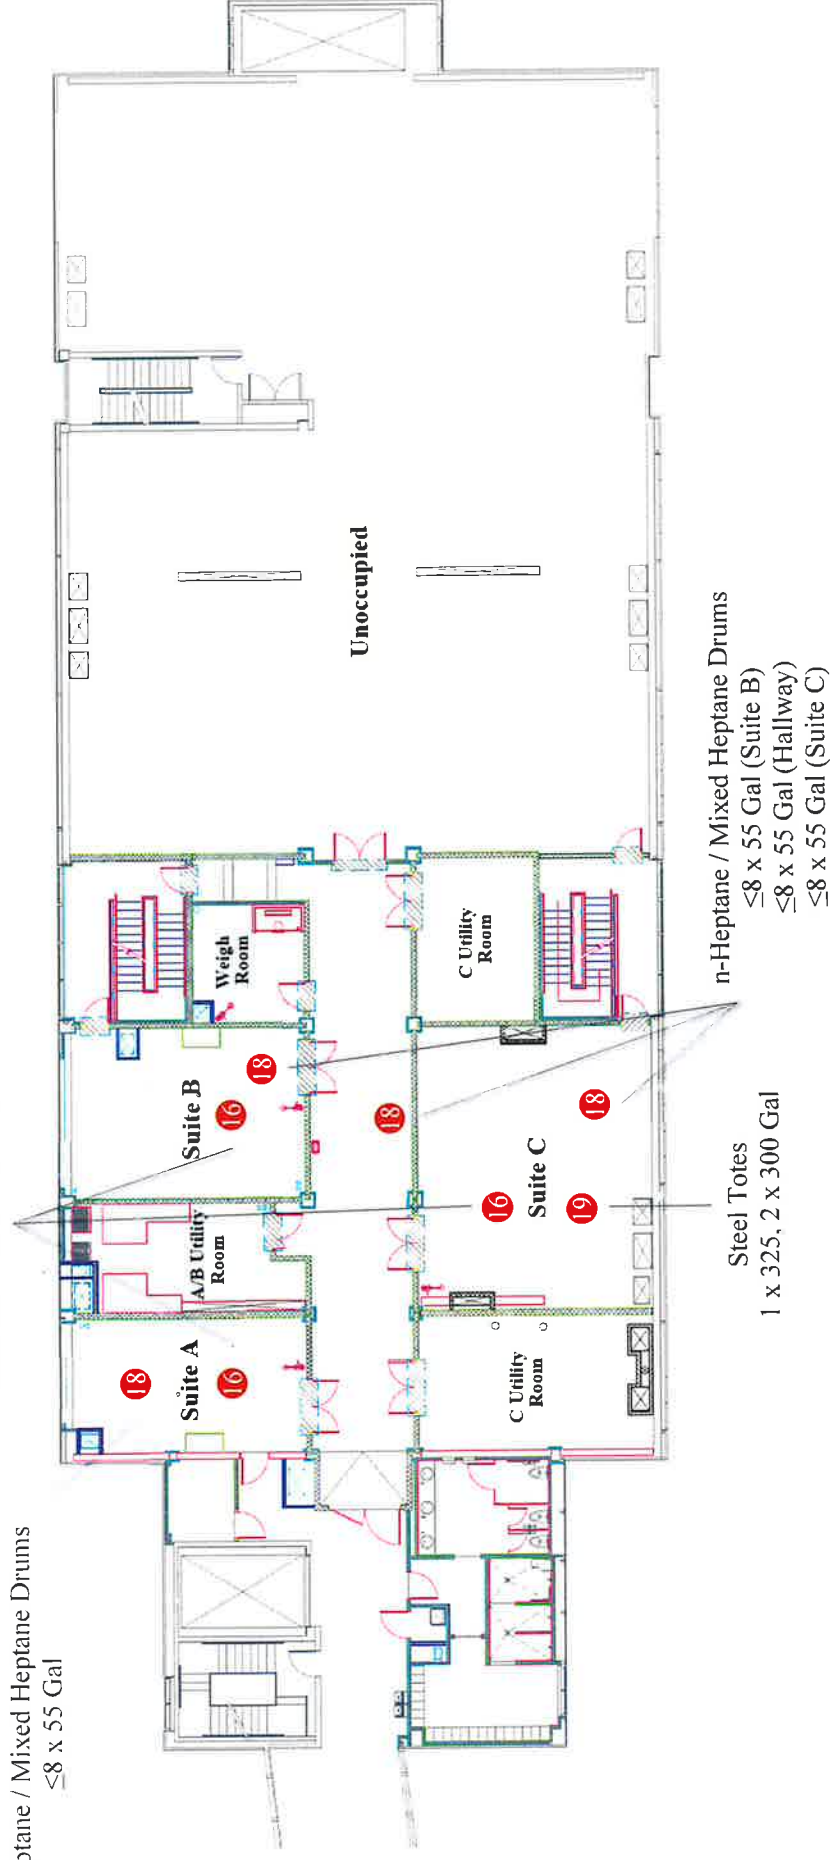 ptane / Mixed Heptane Drums
≤8 x 55 Gal
18
Suite A
16
A/B Utility
Room
Suite B
16
18
Weigh
Room
18
C Utility
Room
16
Suite C
19
18
C Utility
Room
Unoccupied
Steel Totes
1 x 325, 2 x 300 Gal
n-Heptane / Mixed Heptane Drums
≤8 x 55 Gal (Suite B)
≤8 x 55 Gal (Hallway)
≤8 x 55 Gal (Suite C)